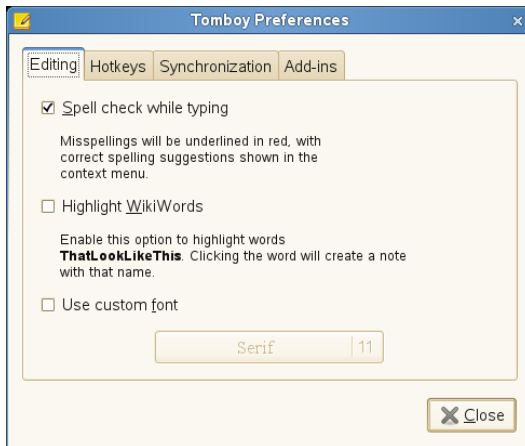 Tomboy Preferences
Editing Hotkeys Synchronization Add-ins
Spell check while typing
Misspellings will be underlined in red, with
correct spelling suggestions shown in the
context menu.
Highlight WikiWords
Enable this option to highlight words
ThatLookLikeThis. Clicking the word will create a note
with that name.
Use custom font
Serif 11
Close